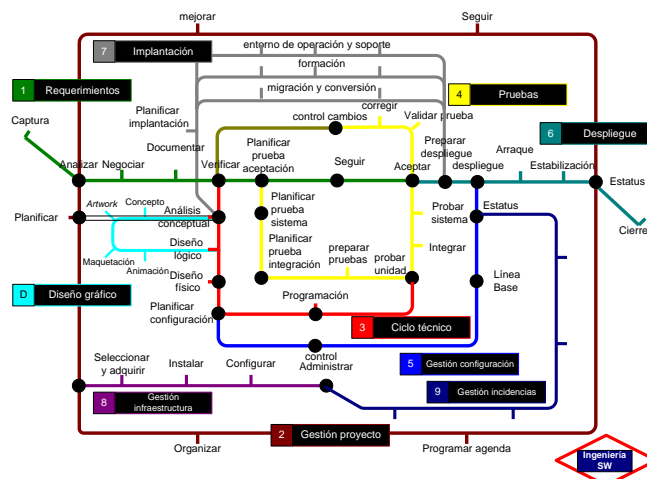 mejorar
Seguir
7 Implantación
entorno de operación y soporte
formación
migración y conversión
1 Requerimientos
4 Pruebas
Captura
Planificar
implantación
corregir
control cambios
Validar prueba
6 Despliegue
Documentar
Planificar
prueba
aceptación
Preparar
despliegue
despliegue
Arraque
Analizar
Negociar
Verificar
Seguir
Aceptar
Estabilización
Estatus
Artwork
Concepto
Planificar
Análisis
conceptual
Planificar
prueba
sistema
Probar
sistema
Estatus
Cierre
Diseño
lógico
Planificar
prueba
integración
Integrar
Maquetación
Animación
preparar
pruebas
probar
unidad
Diseño
físico
Línea
Base
D Diseño gráfico
Programación
Planificar
configuración
3 Ciclo técnico
control
Administrar
Seleccionar
y adquirir
Instalar
Configurar
5 Gestión configuración
8 Gestión
infraestructura
9 Gestión incidencias
2 Gestión proyecto
Organizar
Programar agenda
Ingeniería
SW